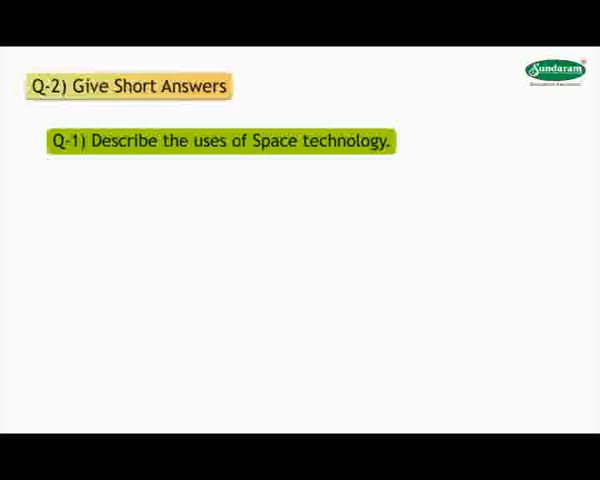 Sundaram
Q-2) Give Short Answers
Q-1) Describe the uses of Space technology.